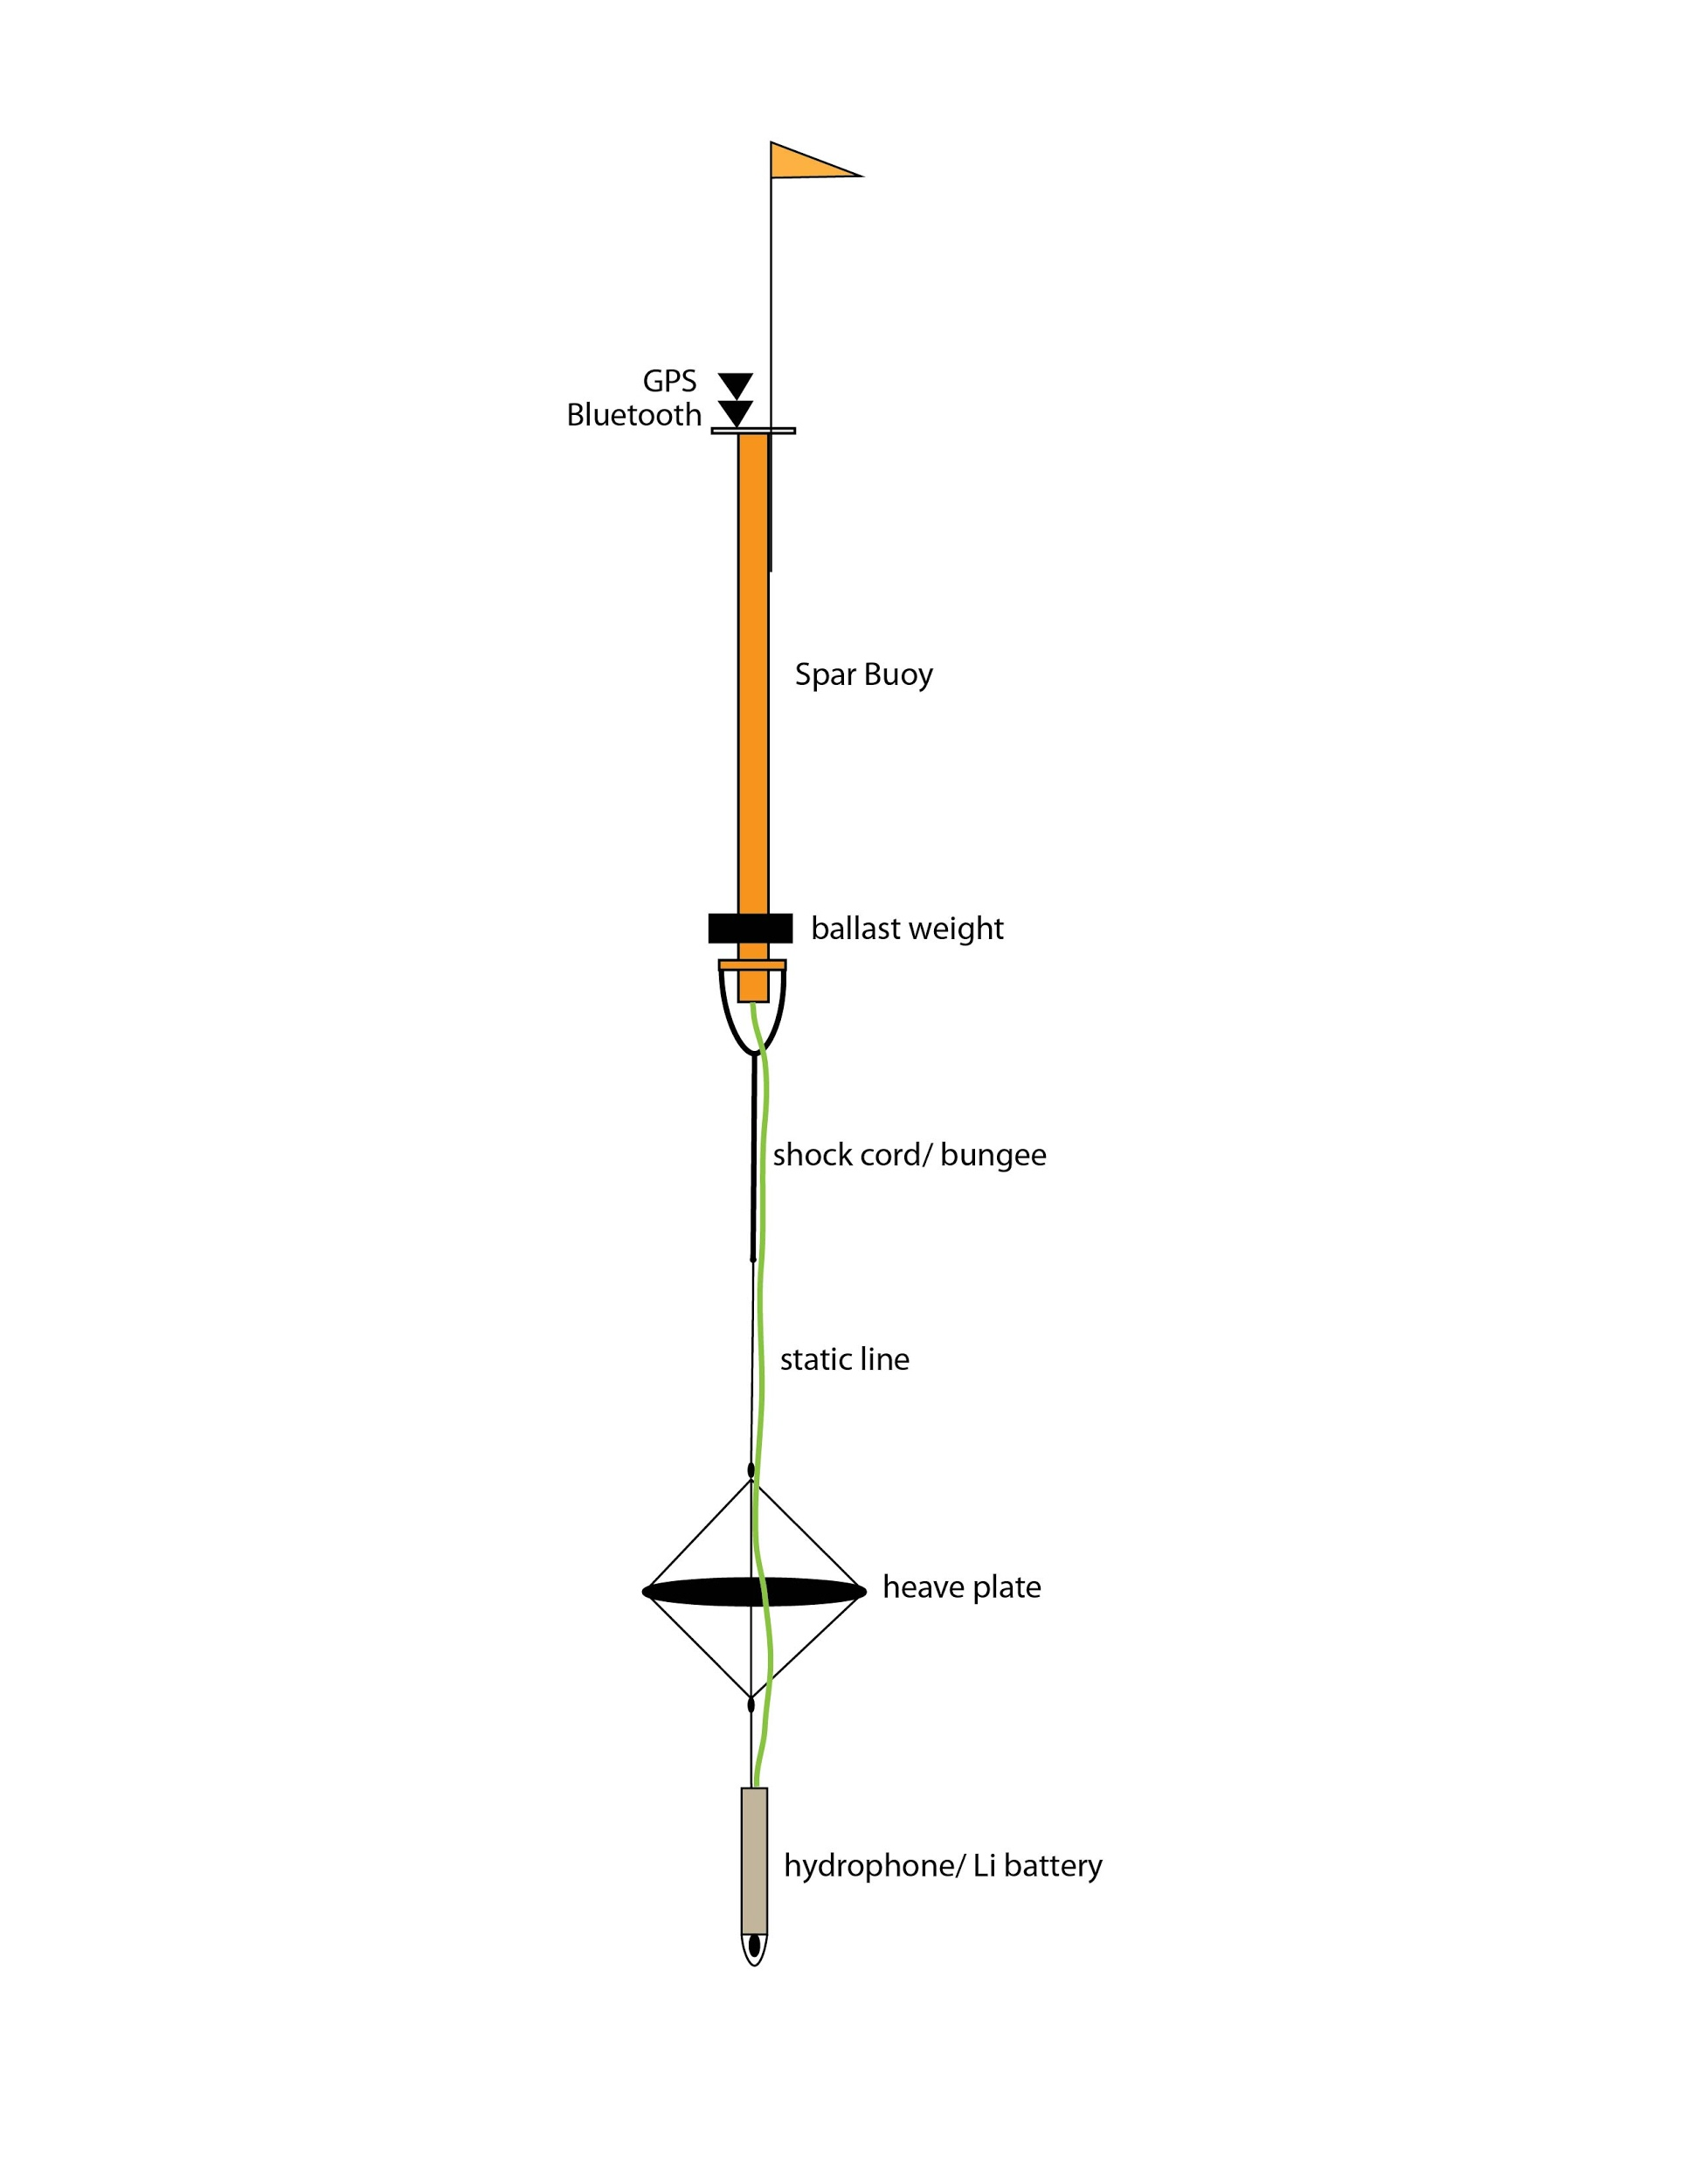 GPS
Bluetooth
Spar Buoy
ballast weight
shock cord/ bungee
static line
heave plate
hydrophone/ Li battery